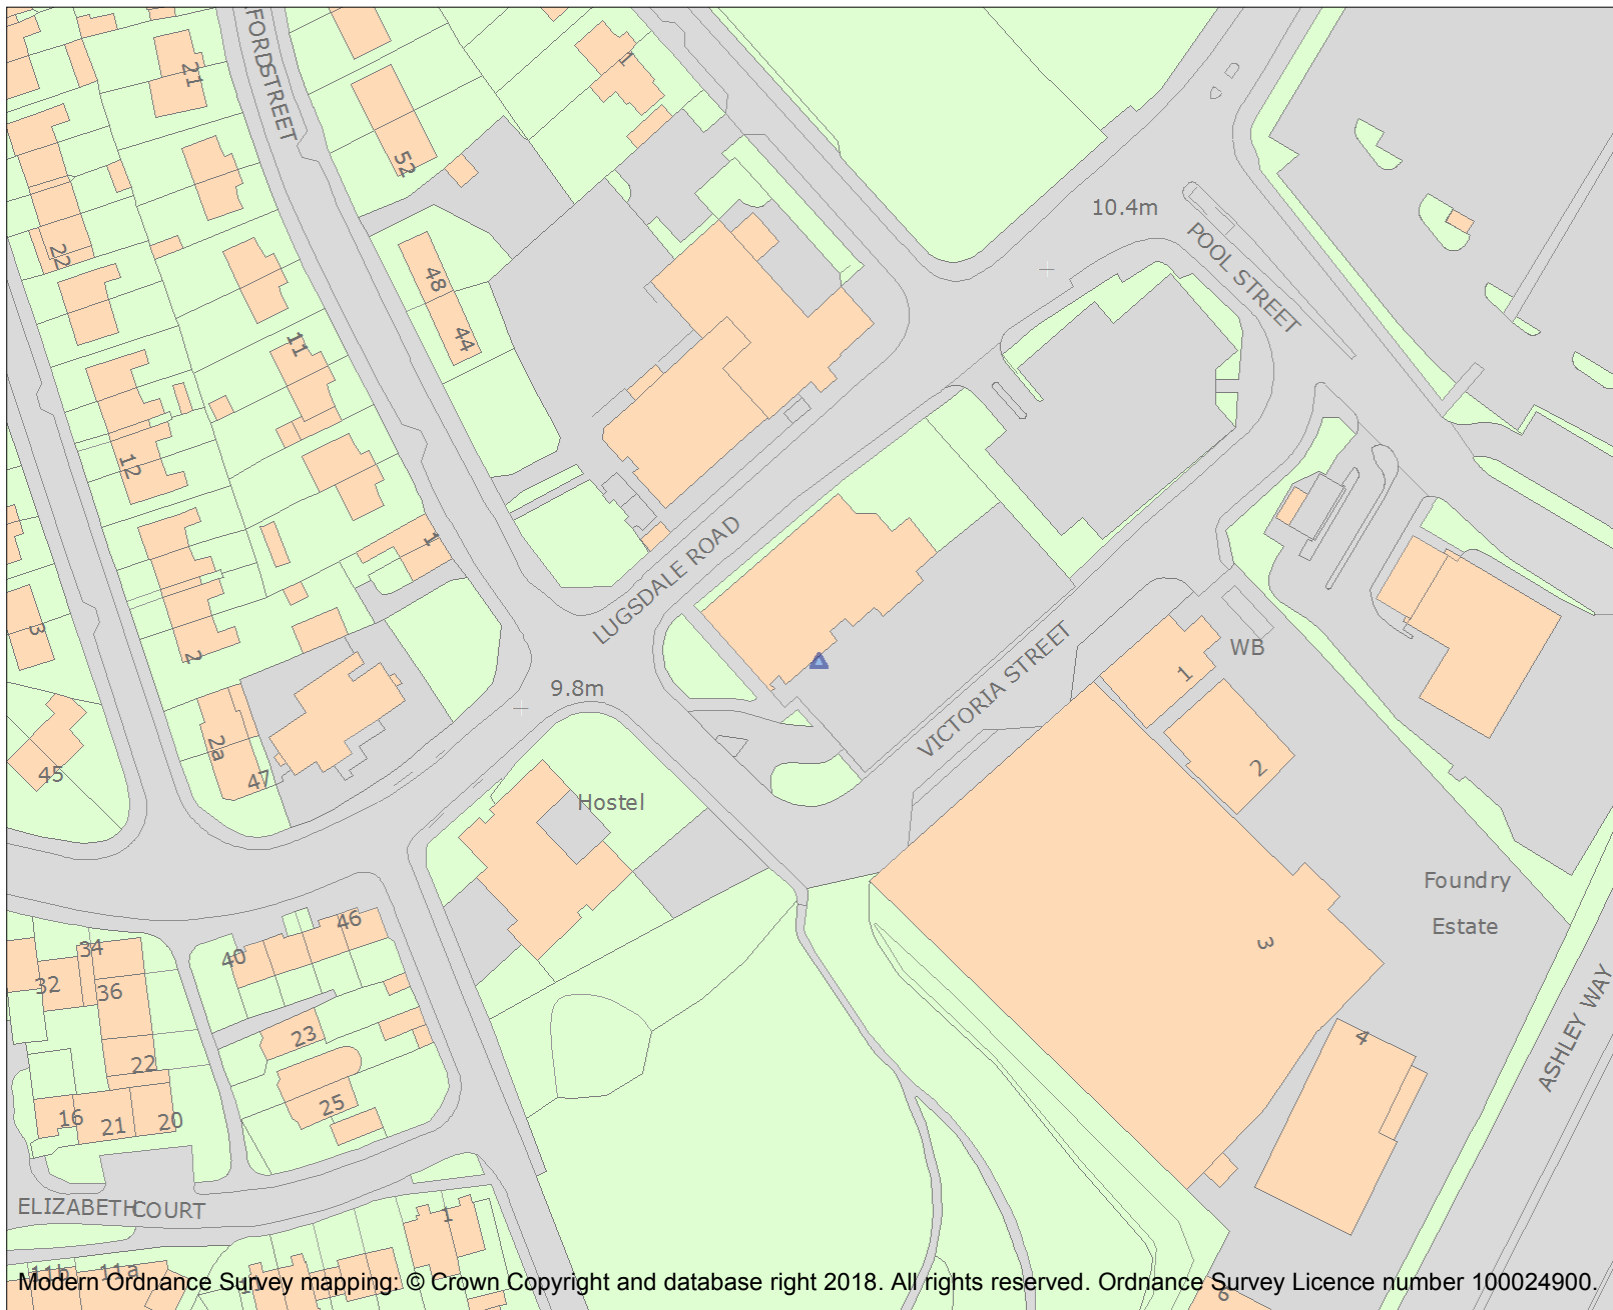 FORDSTREET
21
1
52
10.4m
POOL STREET
22
48
44
11
12
1
LUGSDALE ROAD
3
2
WB
VICTORIA STREET
1
9.8m
2a
47
45
2
Hostel
Foundry
Estate
46
40
34
32
36
3
23
22
4
ASHLEY WAY
25
16
21
20
ELIZABETH COURT
1
11b
11a
Modern Ordnance Survey mapping: © Crown Copyright and database right 2018. All rights reserved. Ordnance Survey Licence number 100024900.